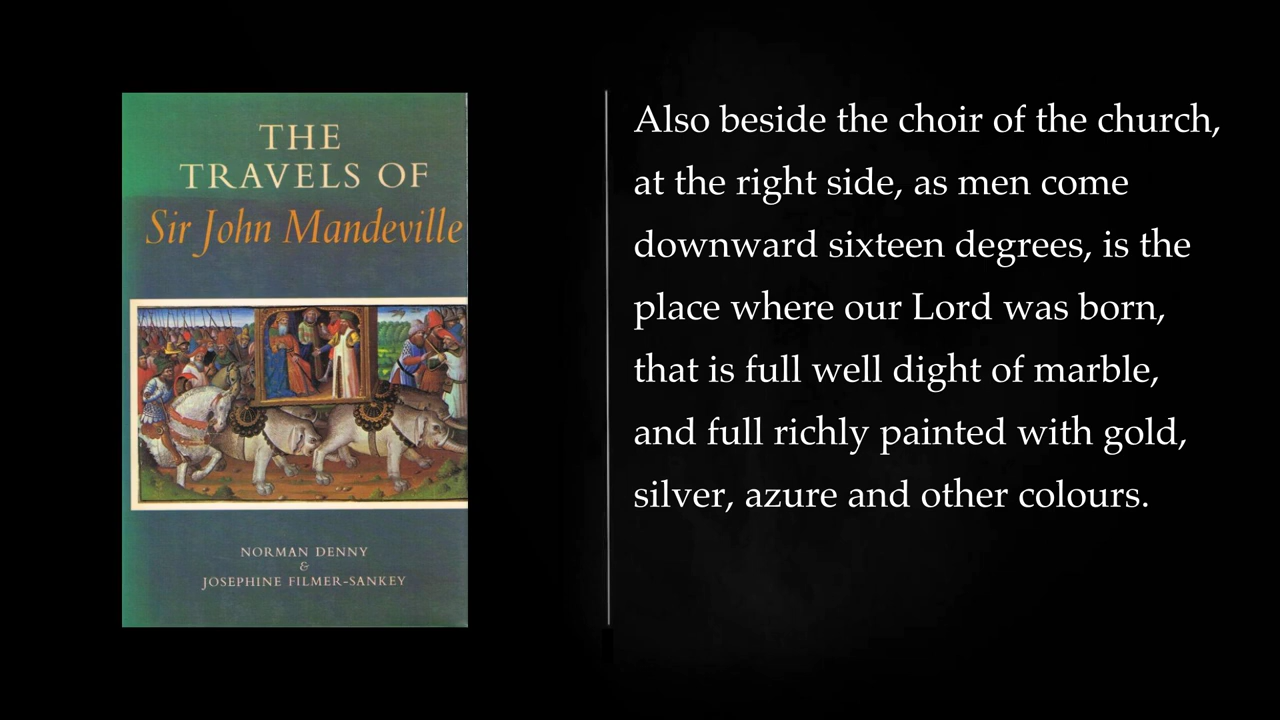 THE
TRAVELS OF
Sir John Mandeville
NORMAN DENNY
&
JOSEPHINE FILMER-SANKEY
Also beside the choir of the church,
at the right side, as men come
downward sixteen degrees, is the
place where our Lord was born,
that is full well dight of marble,
and full richly painted with gold,
silver, azure and other colours.